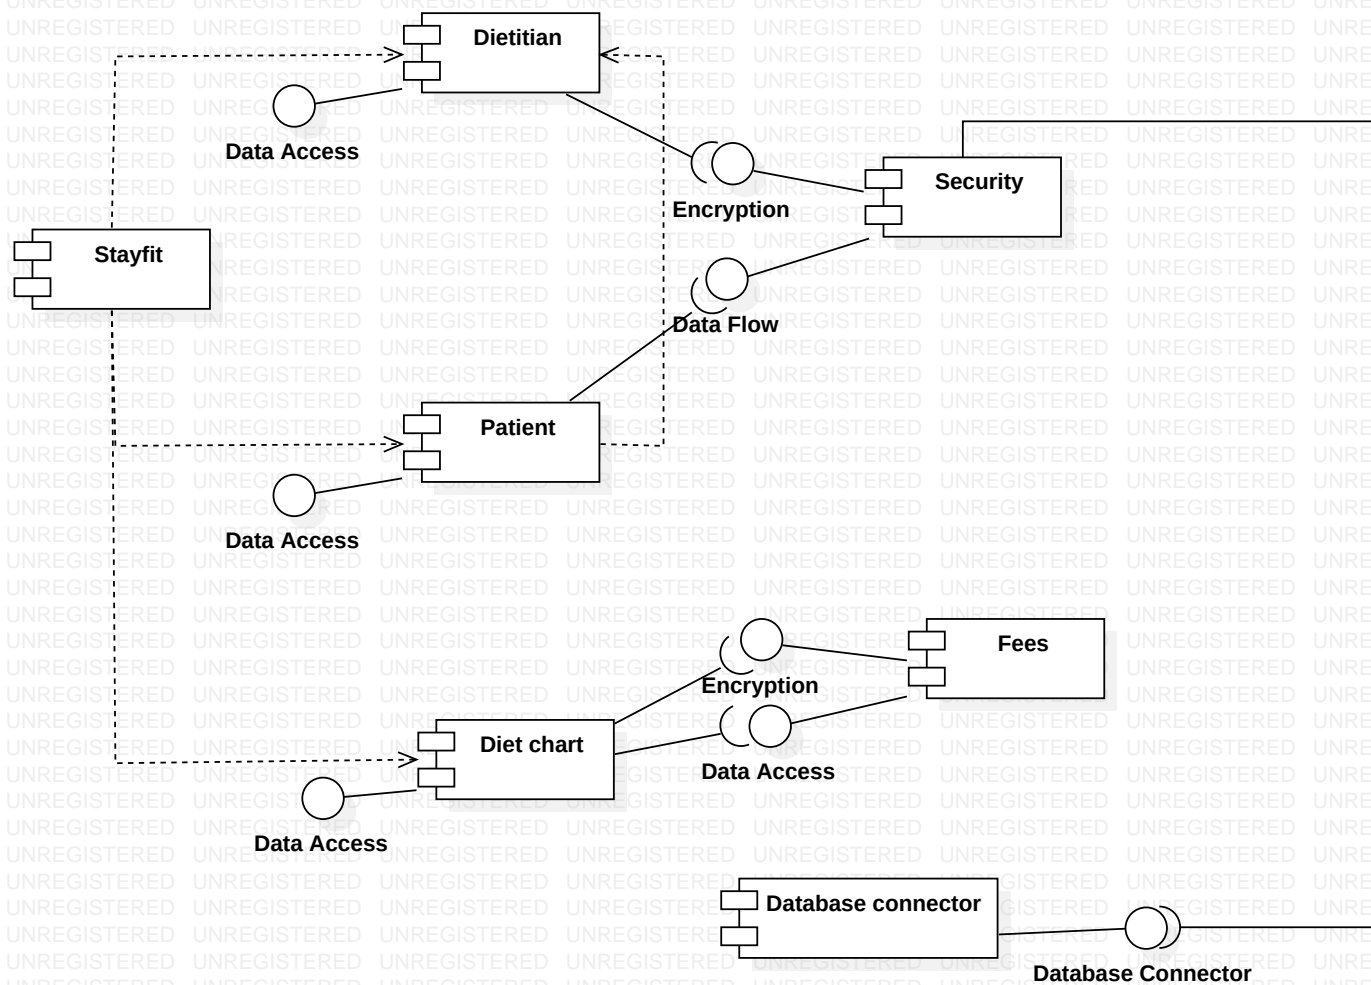 Dietitian
Data Access
Encryption
Security
Stayfit
Data Flow
Patient
Data Access
Fees
Encryption
Diet chart
Data Access
Data Access
Database connector
Database Connector
UNREGISTERED